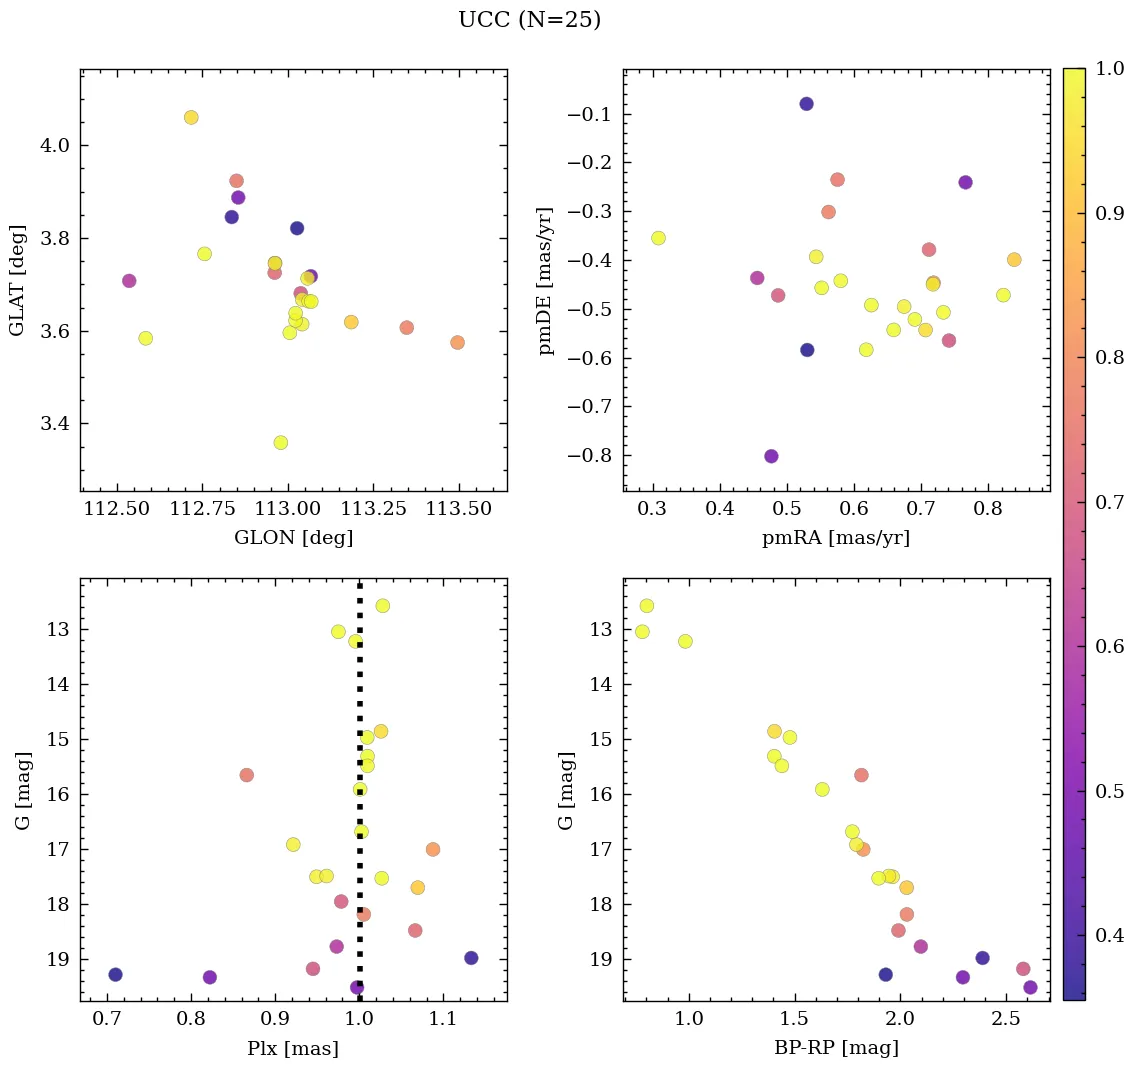 UCC (N=25)
4.0
3.8
3.6
3.4
GLAT [deg]
112.50 112.75 113.00 113.25 113.50
GLON [deg]
−0.1
−0.2
−0.3
−0.4
−0.5
−0.6
−0.7
−0.8
pmDE [mas/yr]
0.3 0.4 0.5 0.6 0.7 0.8
pmRA [mas/yr]
1.0
0.9
0.8
0.7
0.6
0.5
0.4
13
14
15
16
17
18
19
G [mag]
0.7 0.8 0.9 1.0 1.1
Plx [mas]
13
14
15
16
17
18
19
G [mag]
1.0 1.5 2.0 2.5
BP-RP [mag]